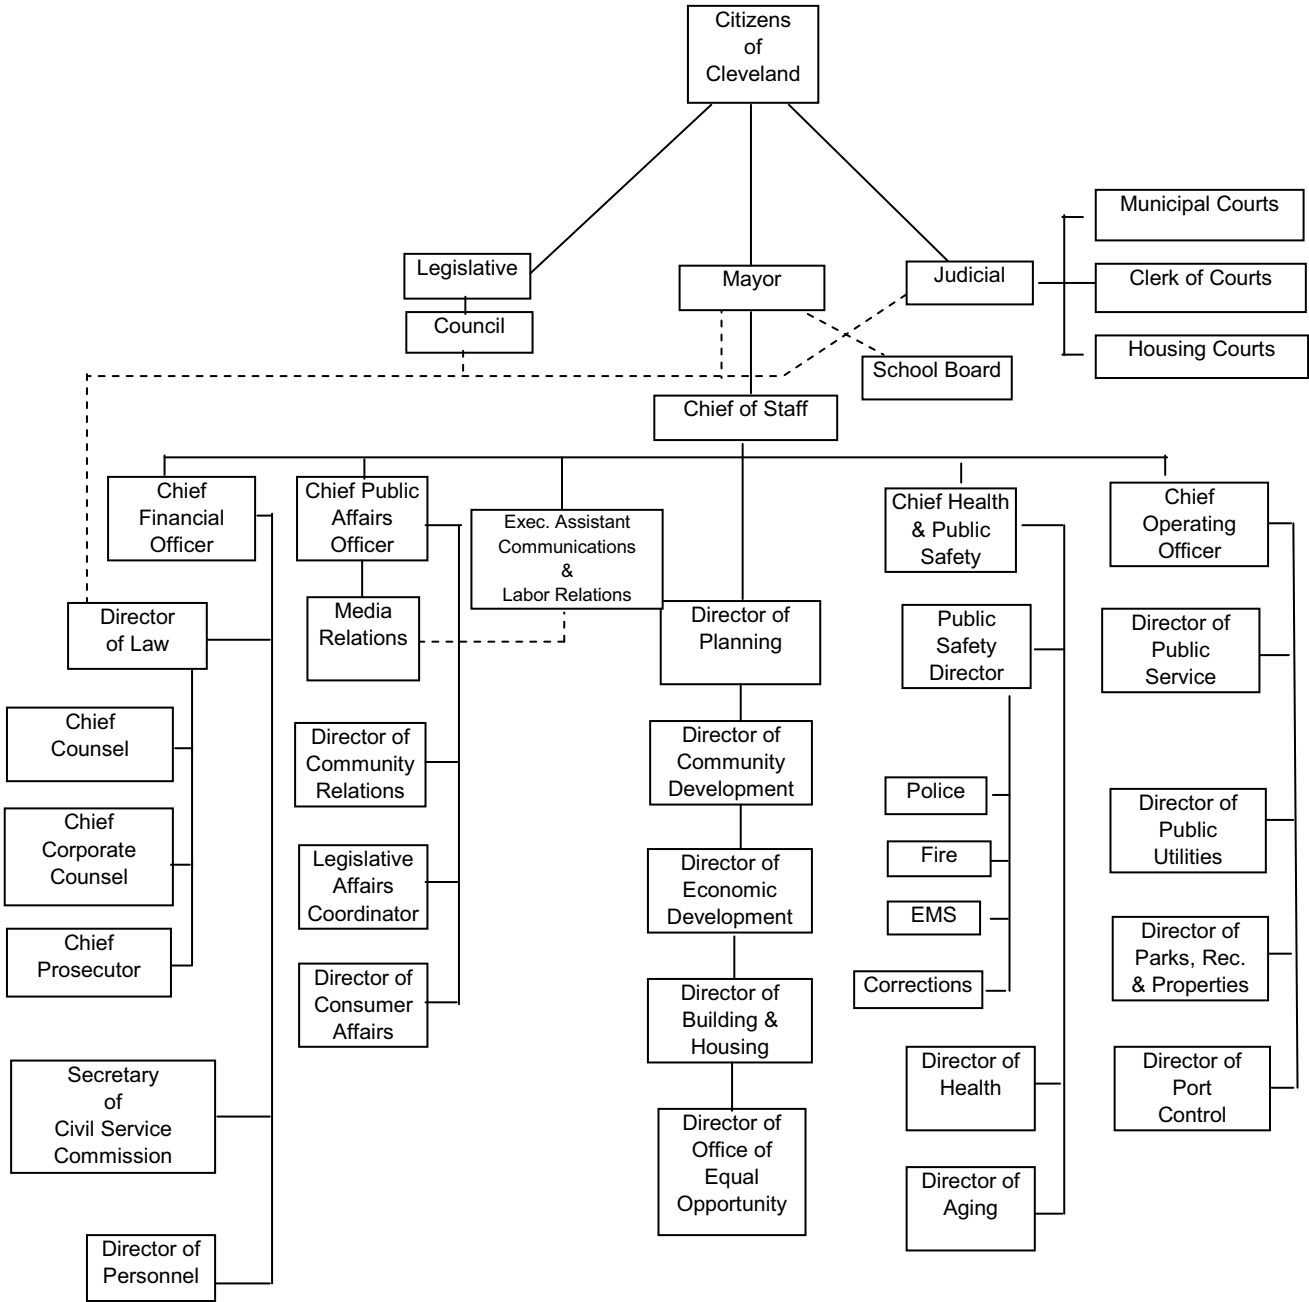 Citizens
of
Cleveland
Municipal Courts
Legislative
Mayor
Judicial
Clerk of Courts
Council
School Board
Housing Courts
Chief of Staff
Chief
Financial
Officer
Chief Public
Affairs
Officer
Exec. Assistant
Communications
&
Labor Relations
Chief Health
& Public
Safety
Chief
Operating
Officer
Director
of Law
Media
Relations
Director of
Planning
Public
Safety
Director
Director of
Public
Service
Chief
Counsel
Director of
Community
Relations
Director of
Community
Development
Police
Director of
Public
Utilities
Chief
Corporate
Counsel
Legislative
Affairs
Coordinator
Director of
Economic
Development
Fire
EMS
Chief
Prosecutor
Director of
Consumer
Affairs
Director of
Building &
Housing
Corrections
Director of
Parks, Rec.
& Properties
Secretary
of
Civil Service
Commission
Director of
Office of
Equal
Opportunity
Director of
Health
Director of
Port
Control
Director of
Aging
Director of
Personnel